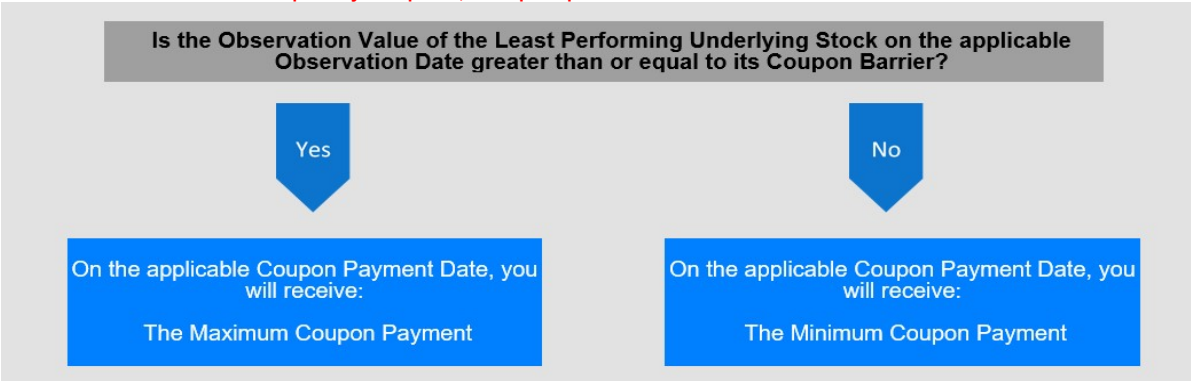 Is the Observation Value of the Least Performing Underlying Stock on the applicable
Observation Date greater than or equal to its Coupon Barrier?
Yes
No
On the applicable Coupon Payment Date, you
will receive:
The Maximum Coupon Payment
On the applicable Coupon Payment Date, you
will receive:
The Minimum Coupon Payment